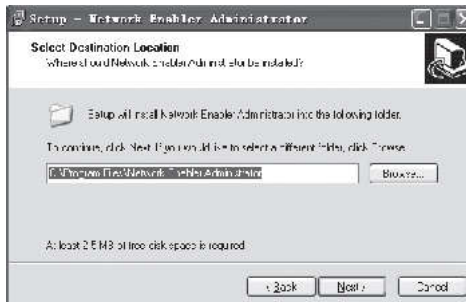 Setup - Network Enabler Administrator
Select Destination Location
Where should Network Enabler Administrator be installed?
Setup will install Network Enabler Administrator into the following folder.
To continue, click Next. If you would like to select a different folder, click Browse.
C:\Program Files\Network Enabler Administrator
Browse...
At least 2.5 MB of free disk space is required.
< Back
Next >
Cancel